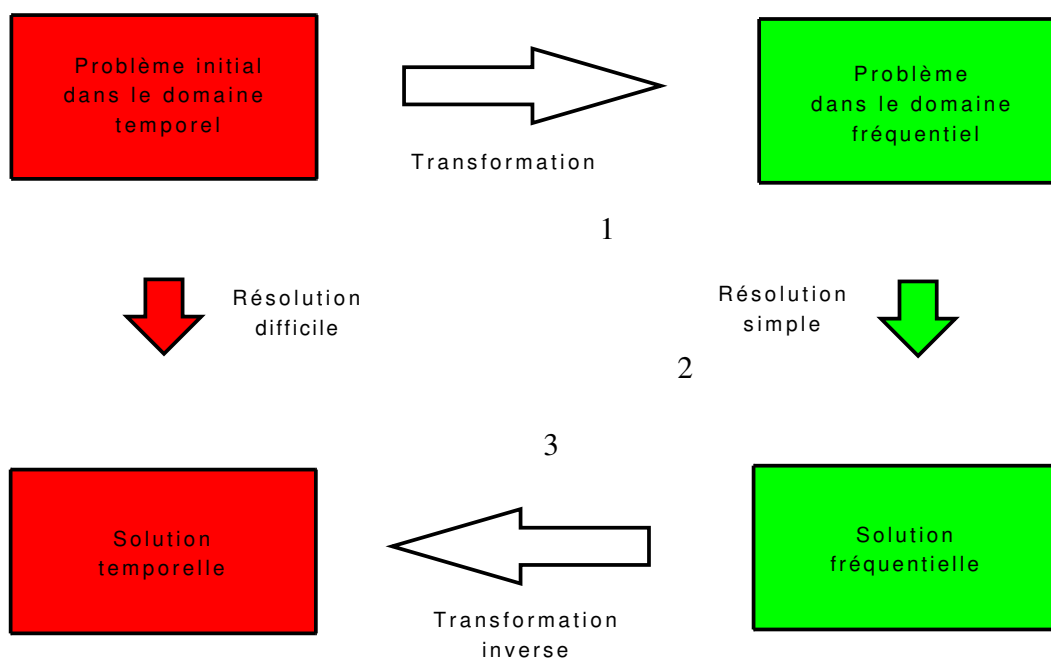 Problème initial
dans le domaine
temporel
Transformation
Problème
dans le domaine
fréquentiel
1
Résolution
difficile
Résolution
simple
2
3
Solution
temporelle
Transformation
inverse
Solution
fréquentielle